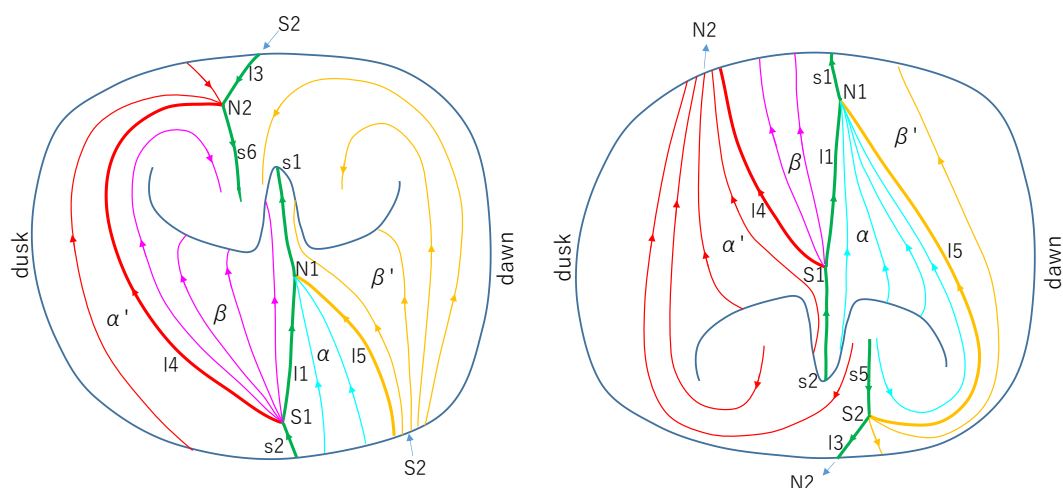 S2
l3
N2
s6
s1
dusk
N1
β'
dawn
α'
β
α
l4
l1
l5
S1
s2
S2
N2
s1
N1
β'
β
l1
l4
α'
α
l5
dusk
S1
dawn
s2
s5
S2
l3
N2